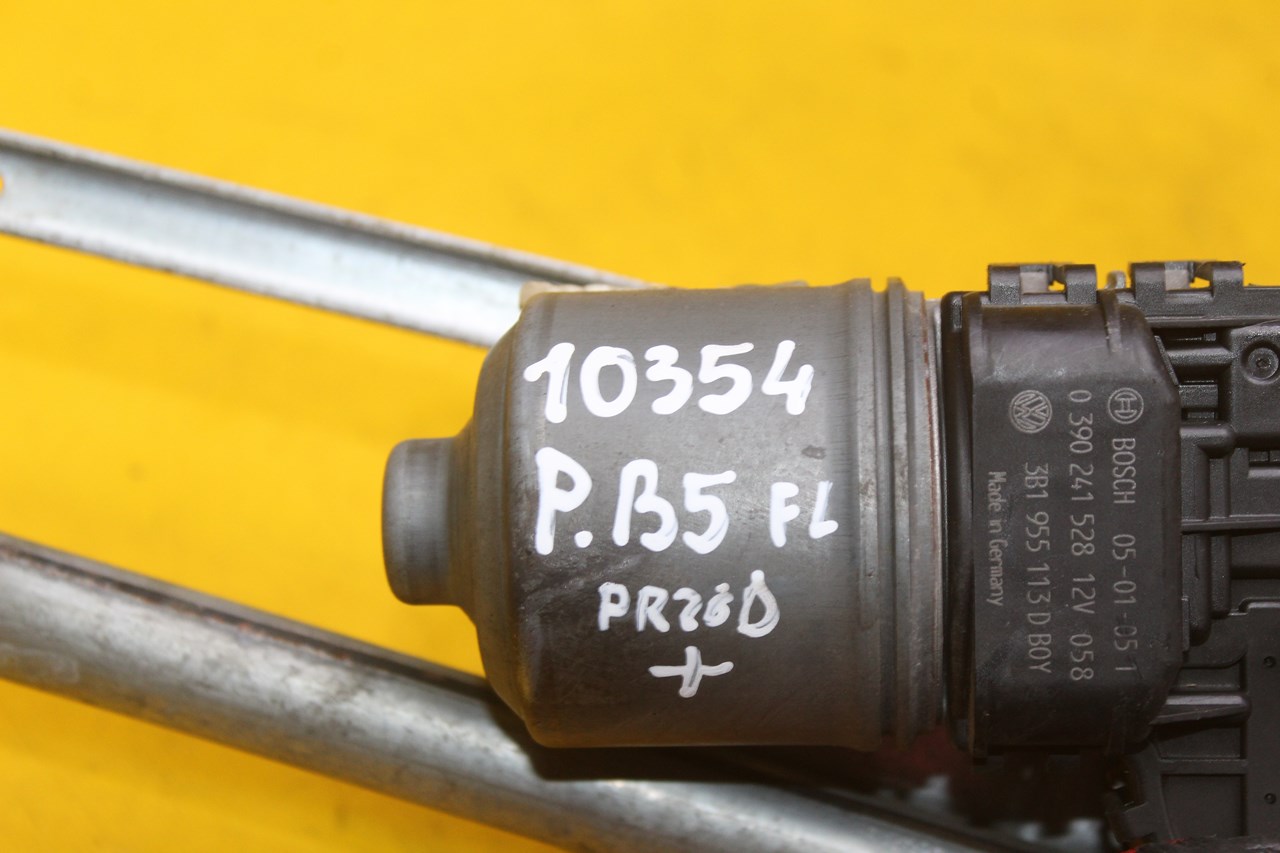 10354
P.B5 FL
PRZÓD
+
BOSCH 05-01-05 1
0 390 241 528 12V 058
3B1 955 113 D B0Y
Made in Germany